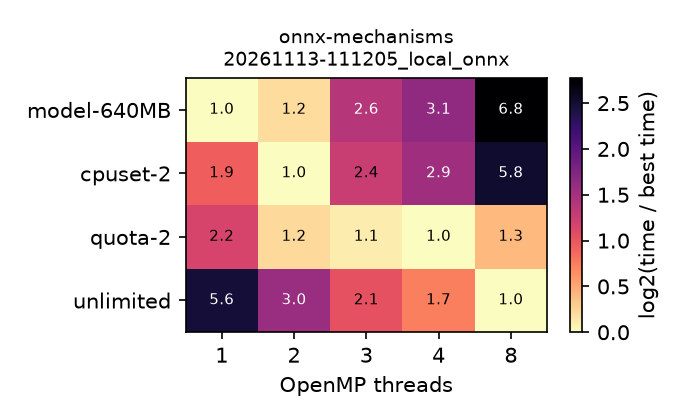 onnx-mechanisms
20261113-111205_local_onnx
model-640MB 1.0 1.2 2.6 3.1 6.8
cpuset-2 1.9 1.0 2.4 2.9 5.8
quota-2 2.2 1.2 1.1 1.0 1.3
unlimited 5.6 3.0 2.1 1.7 1.0
1 2 3 4 8
OpenMP threads
2.5
2.0
1.5
1.0
0.5
0.0
log2(time / best time)